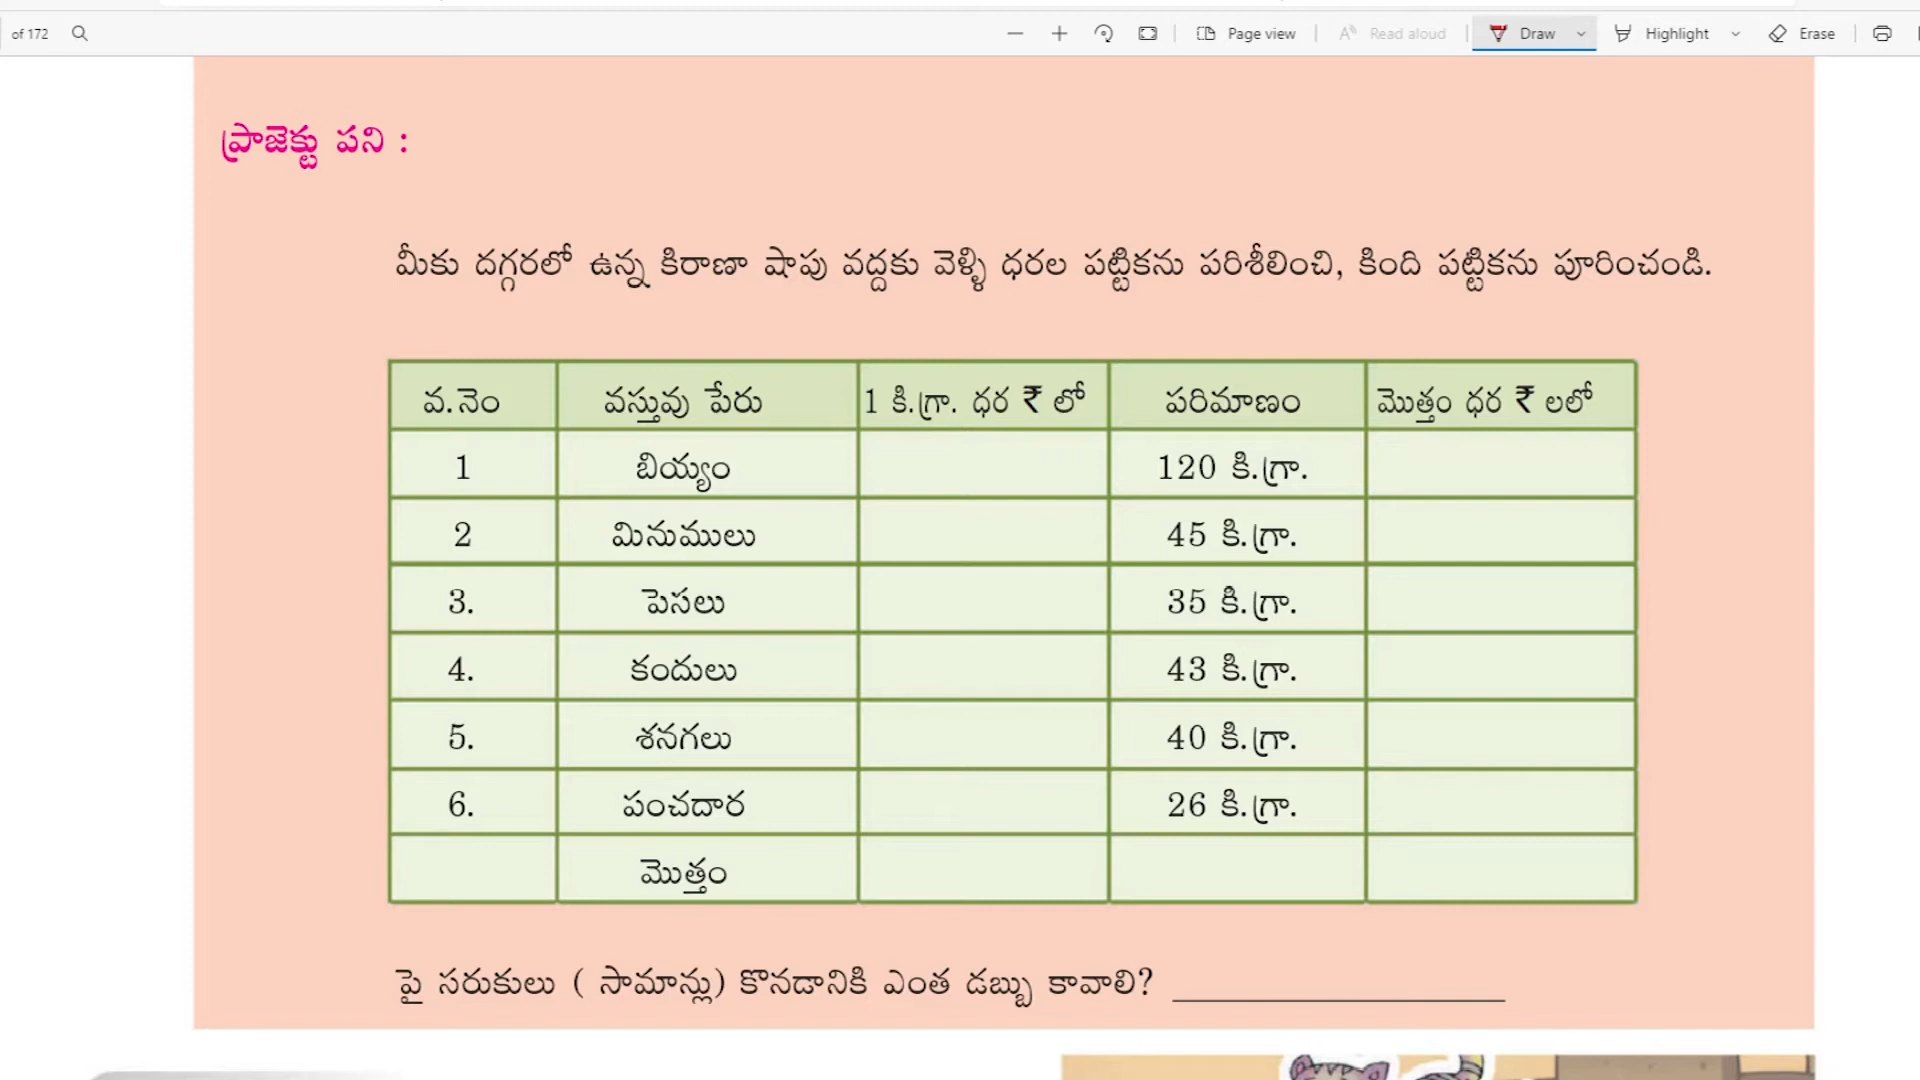 of 172 Page view Read aloud Draw Highlight Erase
ప్రాజెక్టు పని :
మీకు దగ్గరలో ఉన్న కిరాణా షాపు వద్దకు వెళ్ళి ధరల పట్టికను పరిశీలించి, కింది పట్టికను పూరించండి.
వ.నెం వస్తువు పేరు 1 కి.గ్రా. ధర ₹ లో పరిమాణం మొత్తం ధర ₹ లలో
1 బియ్యం 120 కి.గ్రా.
2 మినుములు 45 కి.గ్రా.
3. పెసలు 35 కి.గ్రా.
4. కందులు 43 కి.గ్రా.
5. శనగలు 40 కి.గ్రా.
6. పంచదార 26 కి.గ్రా.
మొత్తం
పై సరుకులు ( సామాన్లు) కొనడానికి ఎంత డబ్బు కావాలి? ____________________